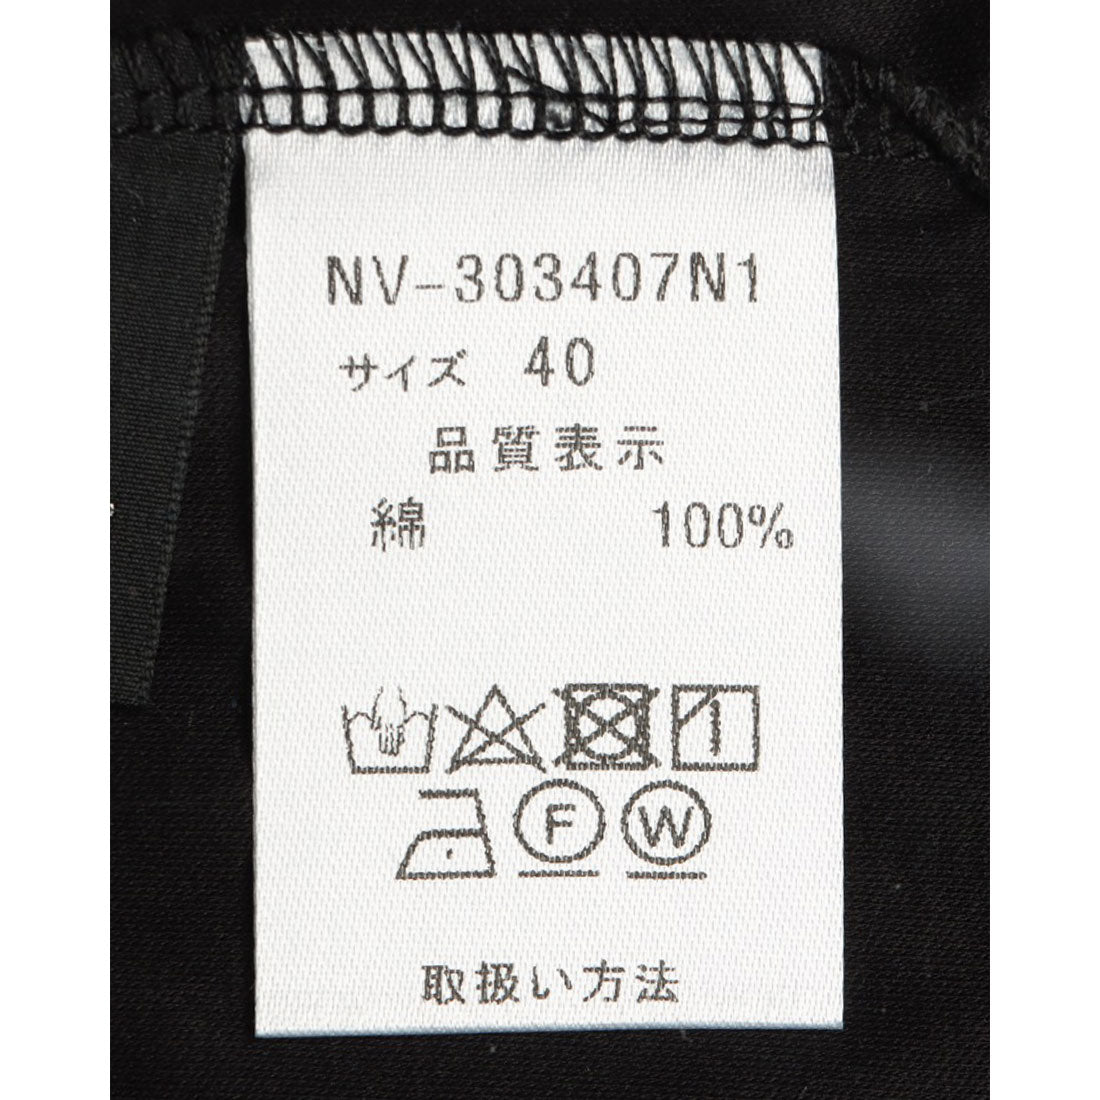 NV-303407N1
サイズ 40
品質表示
綿 100%
F W
取扱い方法